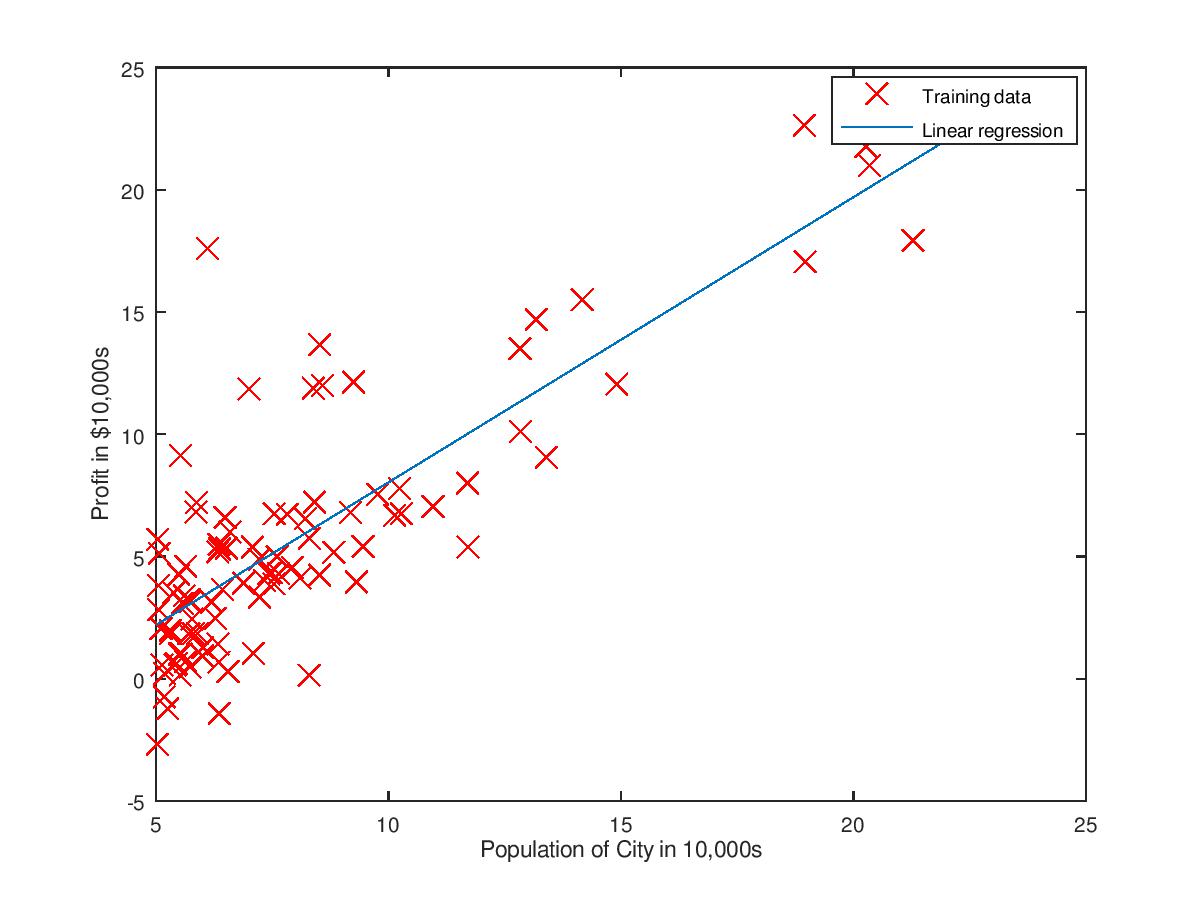 25
20
15
10
5
0
-5
Profit in $10,000s
Training data
Linear regression
5 10 15 20 25
Population of City in 10,000s